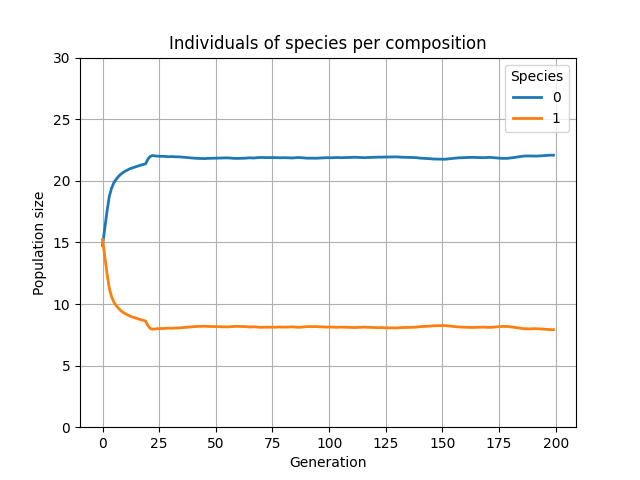 Individuals of species per composition
Species
0
1
30
25
20
15
10
5
0
Population size
0 25 50 75 100 125 150 175 200
Generation